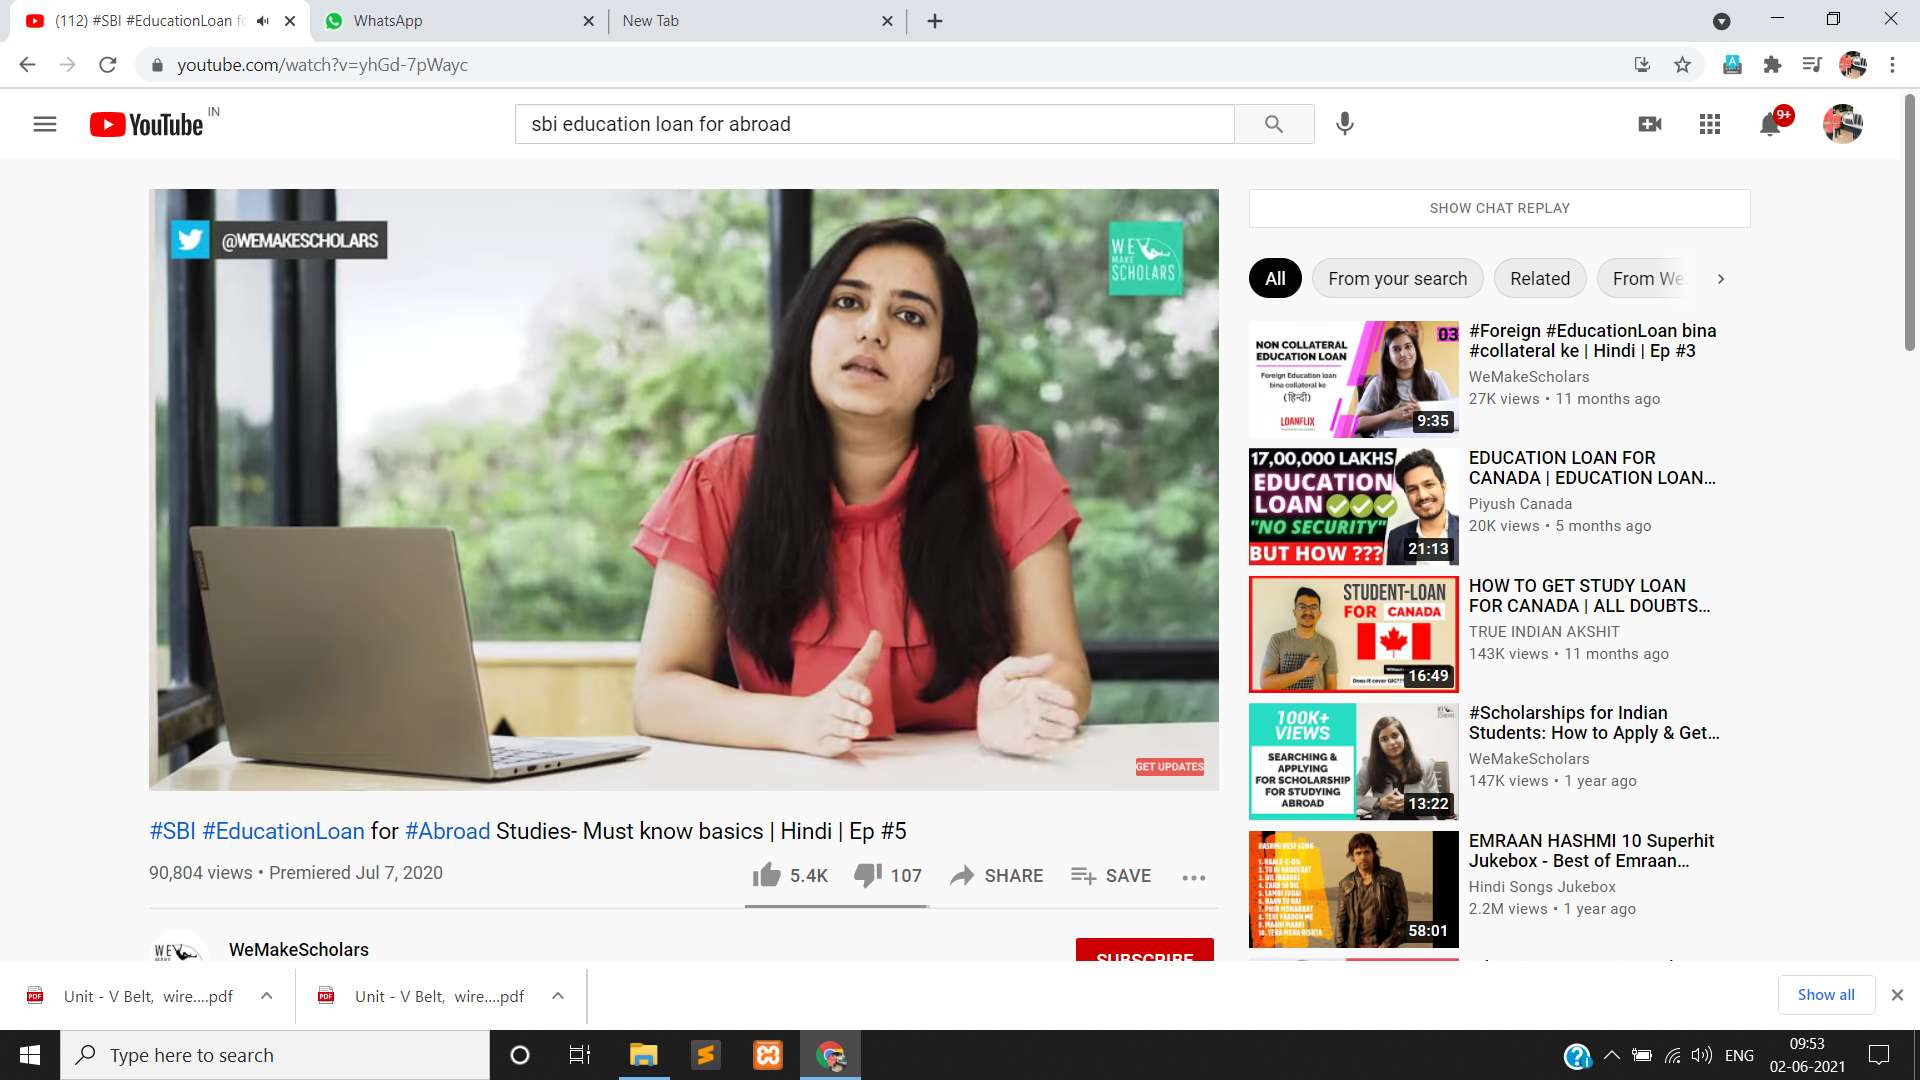 (112) #SBI #EducationLoan fo
WhatsApp
New Tab
youtube.com/watch?v=yhGd-7pWayc
YouTube IN
sbi education loan for abroad
9+
@WEMAKESCHOLARS
WE
MAKE
SCHOLARS
GET UPDATES
#SBI #EducationLoan for #Abroad Studies- Must know basics | Hindi | Ep #5
90,804 views • Premiered Jul 7, 2020
5.4K
107
SHARE
SAVE
WE
MAKE
WeMakeScholars
SUBSCRIBE
SHOW CHAT REPLAY
All
From your search
Related
From We
03
NON COLLATERAL
EDUCATION LOAN
Foreign Education loan
bina collateral ke
(हिन्दी)
LOANFLIX
9:35
#Foreign #EducationLoan bina
#collateral ke | Hindi | Ep #3
WeMakeScholars
27K views • 11 months ago
17,00,000 LAKHS
EDUCATION
LOAN
"NO SECURITY"
BUT HOW ???
21:13
EDUCATION LOAN FOR
CANADA | EDUCATION LOAN...
Piyush Canada
20K views • 5 months ago
STUDENT-LOAN
FOR CANADA
Does it cover GIC??
16:49
HOW TO GET STUDY LOAN
FOR CANADA | ALL DOUBTS...
TRUE INDIAN AKSHIT
143K views • 11 months ago
100K+
VIEWS
SEARCHING &
APPLYING
FOR SCHOLARSHIP
FOR STUDYING
ABROAD
13:22
#Scholarships for Indian
Students: How to Apply & Get...
WeMakeScholars
147K views • 1 year ago
HASHMI BEST SONG
58:01
EMRAAN HASHMI 10 Superhit
Jukebox - Best of Emraan...
Hindi Songs Jukebox
2.2M views • 1 year ago
Unit - V Belt, wire....pdf
Unit - V Belt, wire....pdf
Show all
Type here to search
ENG
09:53
02-06-2021